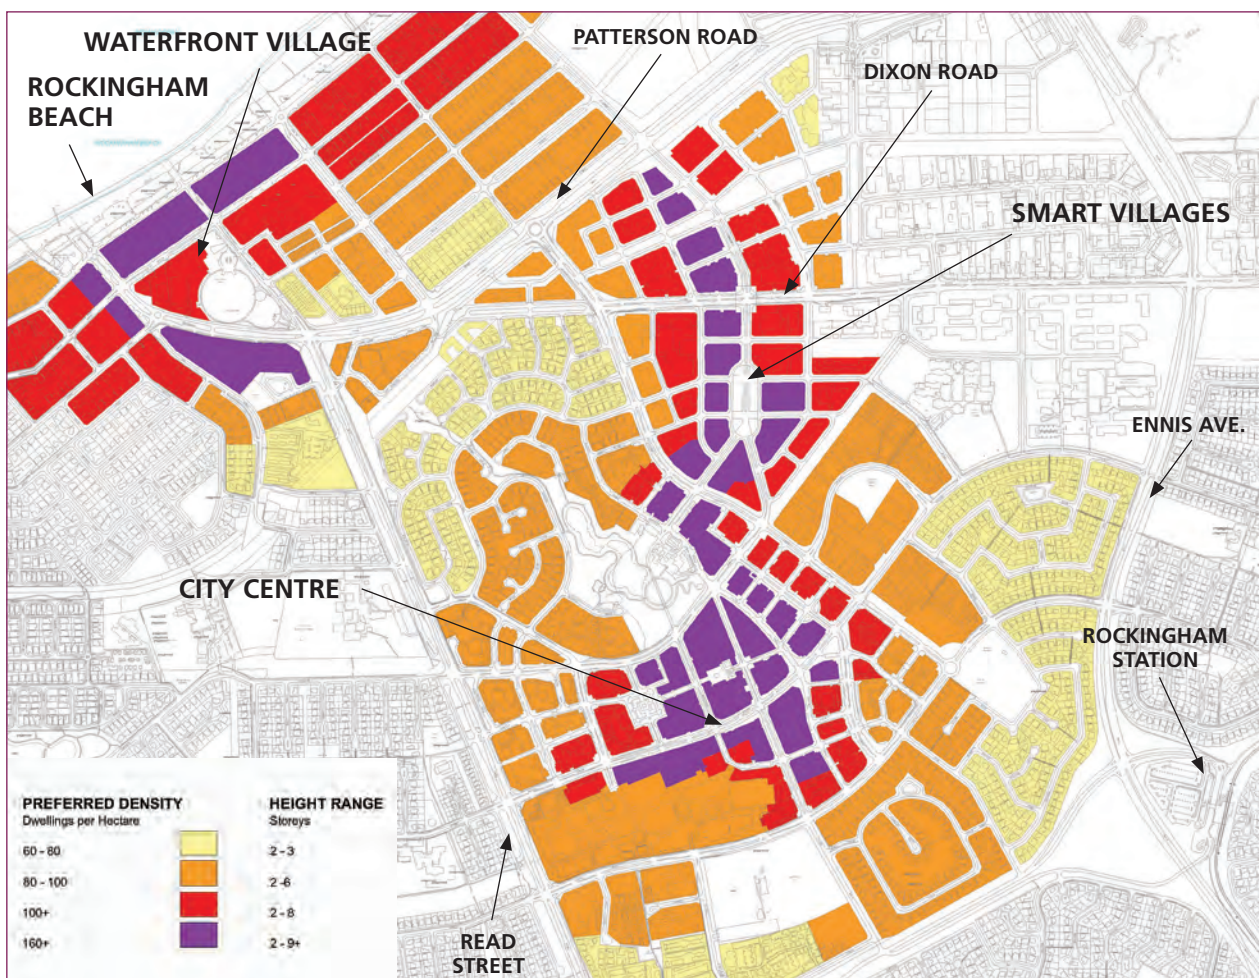 WATERFRONT VILLAGE
PATTERSON ROAD
ROCKINGHAM
BEACH
DIXON ROAD
SMART VILLAGES
ENNIS AVE.
CITY CENTRE
ROCKINGHAM
STATION
PREFERRED DENSITY
Dwellings per Hectare
HEIGHT RANGE
Storeys
60 - 80
2 - 3
80 - 100
2 -6
100+
2 - 8
160+
2 - 9+
READ
STREET